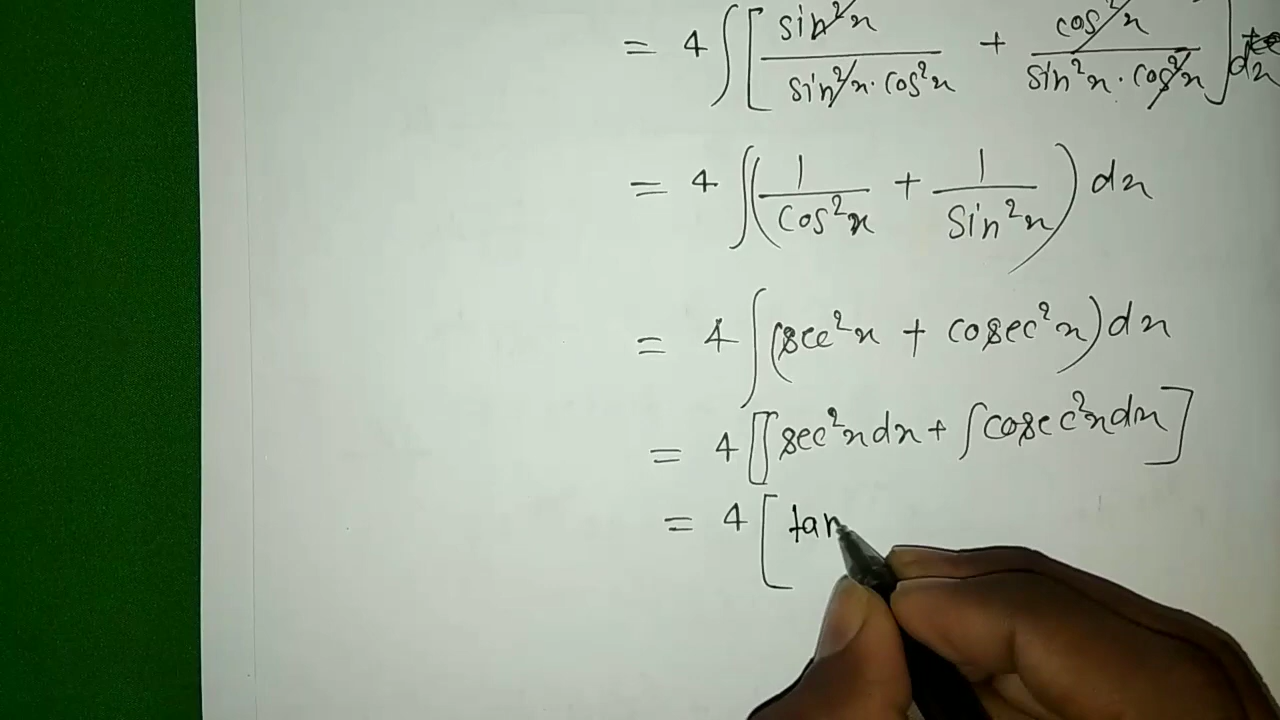 = 4 ∫ [ sin²x / sin²x · cos²x + cos²x / sin²x · cos²x ] dx
= 4 ∫ ( 1 / cos²x + 1 / sin²x ) dx
= 4 ∫ (sec²x + cosec²x) dx
= 4 [ ∫ sec²x dx + ∫ cosec²x dx ]
= 4 [ tan